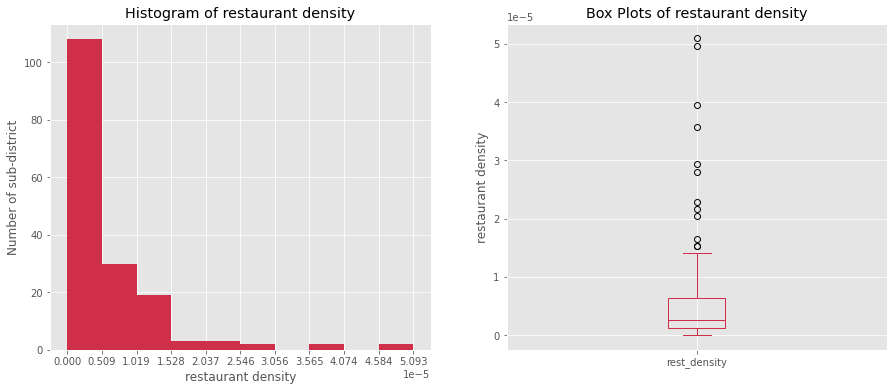 Histogram of restaurant density
Number of sub-district
100
80
60
40
20
0
0.000 0.509 1.019 1.528 2.037 2.546 3.056 3.565 4.074 4.584 5.093
1e−5
restaurant density
Box Plots of restaurant density
1e−5
restaurant density
5
4
3
2
1
0
rest_density